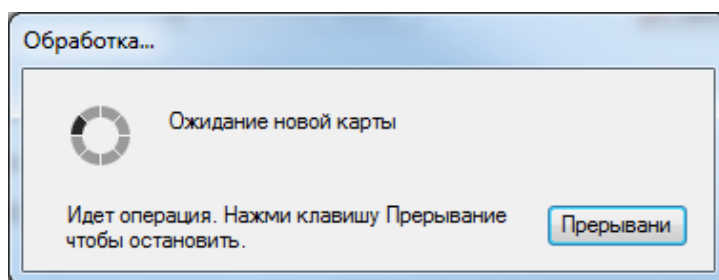 Обработка...
Ожидание новой карты
Идет операция. Нажми клавишу Прерывание
чтобы остановить.
Прерывани